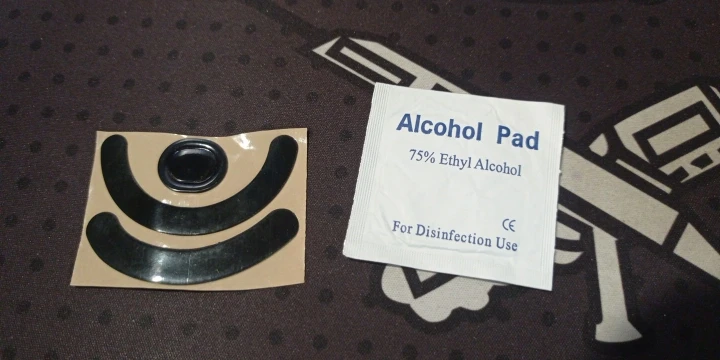 Alcohol Pad
75% Ethyl Alcohol
CE
For Disinfection Use